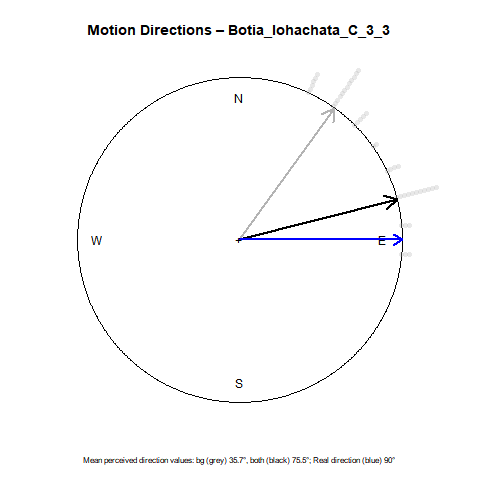 Motion Directions – Botia_lohachata_C_3_3
N
W
E
S
Mean perceived direction values: bg (grey) 35.7°, both (black) 75.5°; Real direction (blue) 90°